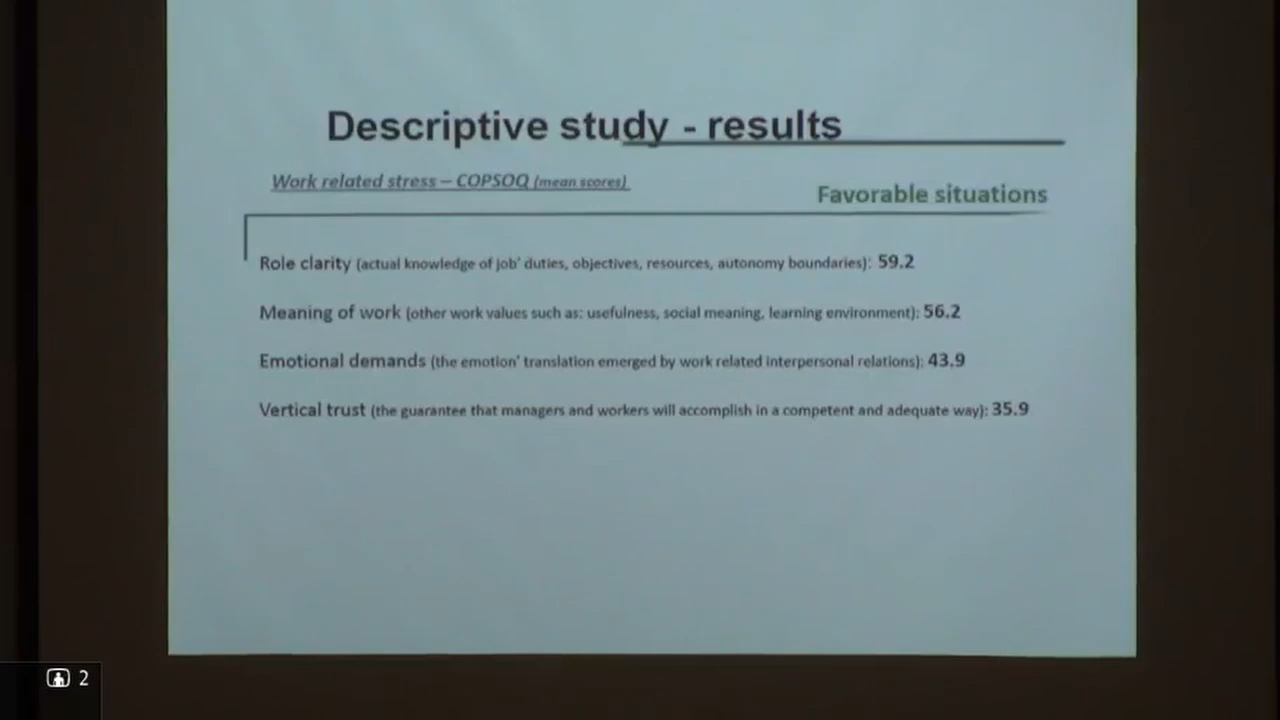 Descriptive study - results
Work related stress – COPSOQ (mean scores)
Favorable situations
Role clarity (actual knowledge of job' duties, objectives, resources, autonomy boundaries): 59.2
Meaning of work (other work values such as: usefulness, social meaning, learning environment): 56.2
Emotional demands (the emotion' translation emerged by work related interpersonal relations): 43.9
Vertical trust (the guarantee that managers and workers will accomplish in a competent and adequate way): 35.9
2